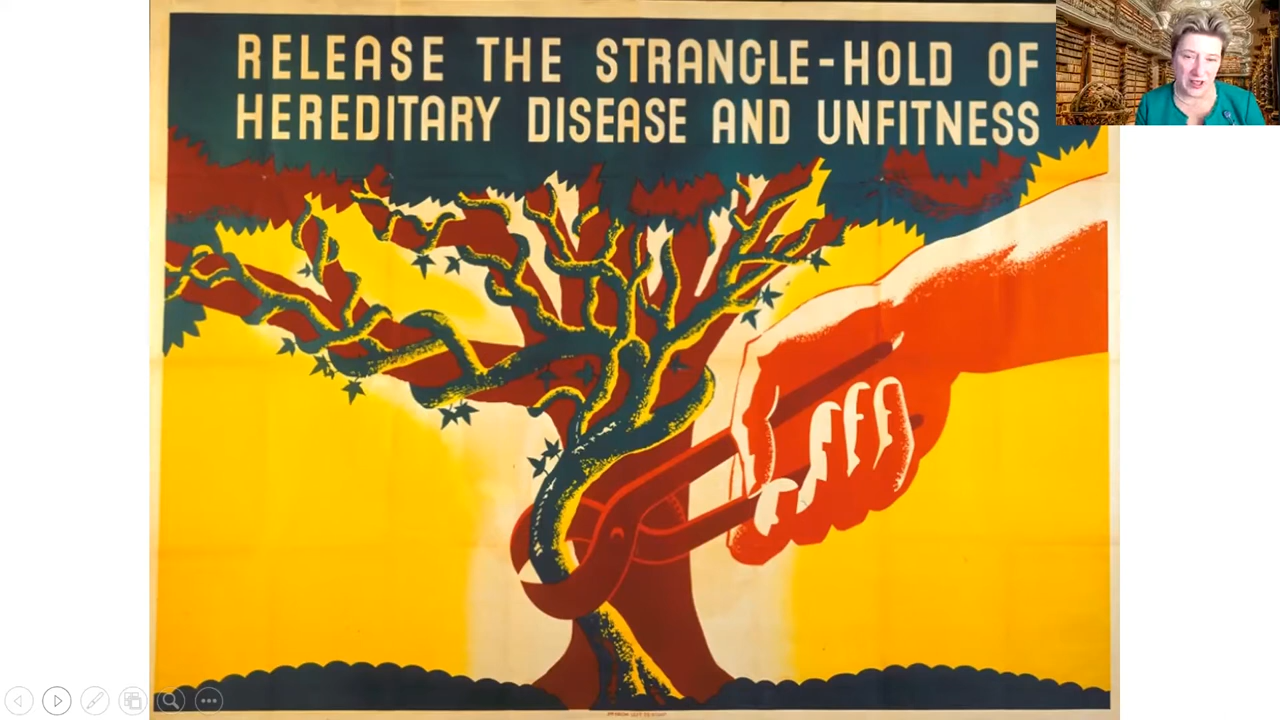 RELEASE THE STRANGLE-HOLD OF
HEREDITARY DISEASE AND UNFITNESS